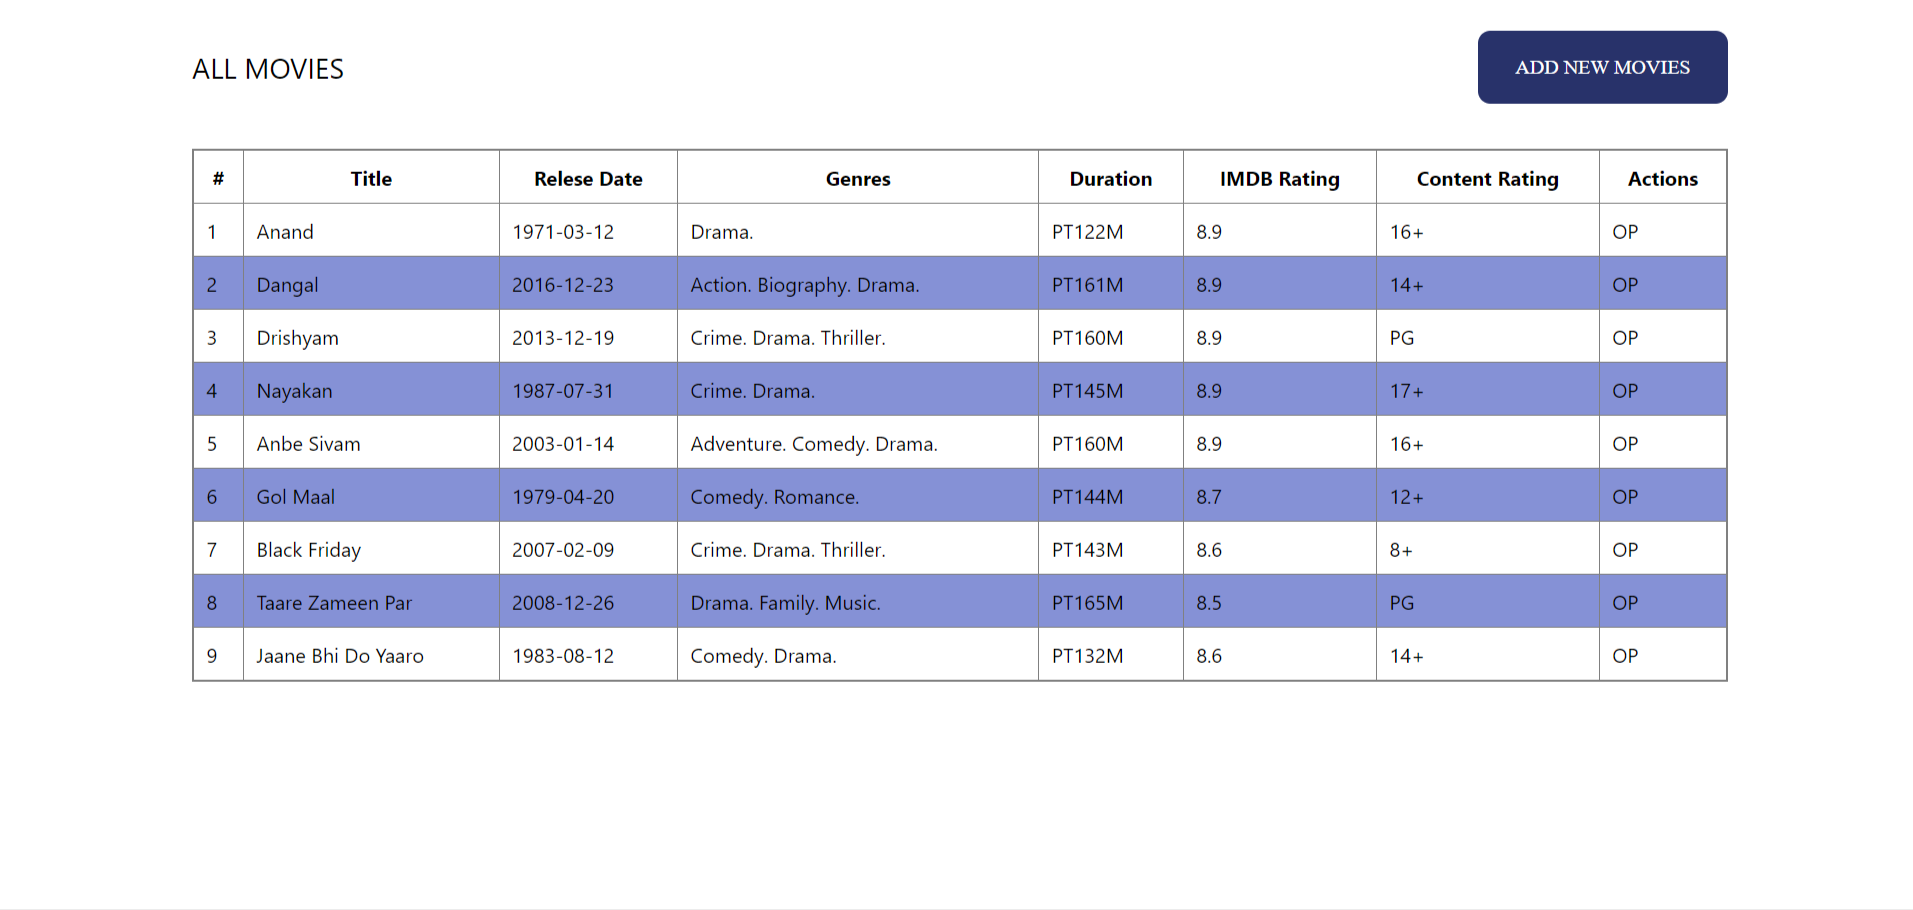 ALL MOVIES
ADD NEW MOVIES
# Title Relese Date Genres Duration IMDB Rating Content Rating Actions
1 Anand 1971-03-12 Drama. PT122M 8.9 16+ OP
2 Dangal 2016-12-23 Action. Biography. Drama. PT161M 8.9 14+ OP
3 Drishyam 2013-12-19 Crime. Drama. Thriller. PT160M 8.9 PG OP
4 Nayakan 1987-07-31 Crime. Drama. PT145M 8.9 17+ OP
5 Anbe Sivam 2003-01-14 Adventure. Comedy. Drama. PT160M 8.9 16+ OP
6 Gol Maal 1979-04-20 Comedy. Romance. PT144M 8.7 12+ OP
7 Black Friday 2007-02-09 Crime. Drama. Thriller. PT143M 8.6 8+ OP
8 Taare Zameen Par 2008-12-26 Drama. Family. Music. PT165M 8.5 PG OP
9 Jaane Bhi Do Yaaro 1983-08-12 Comedy. Drama. PT132M 8.6 14+ OP